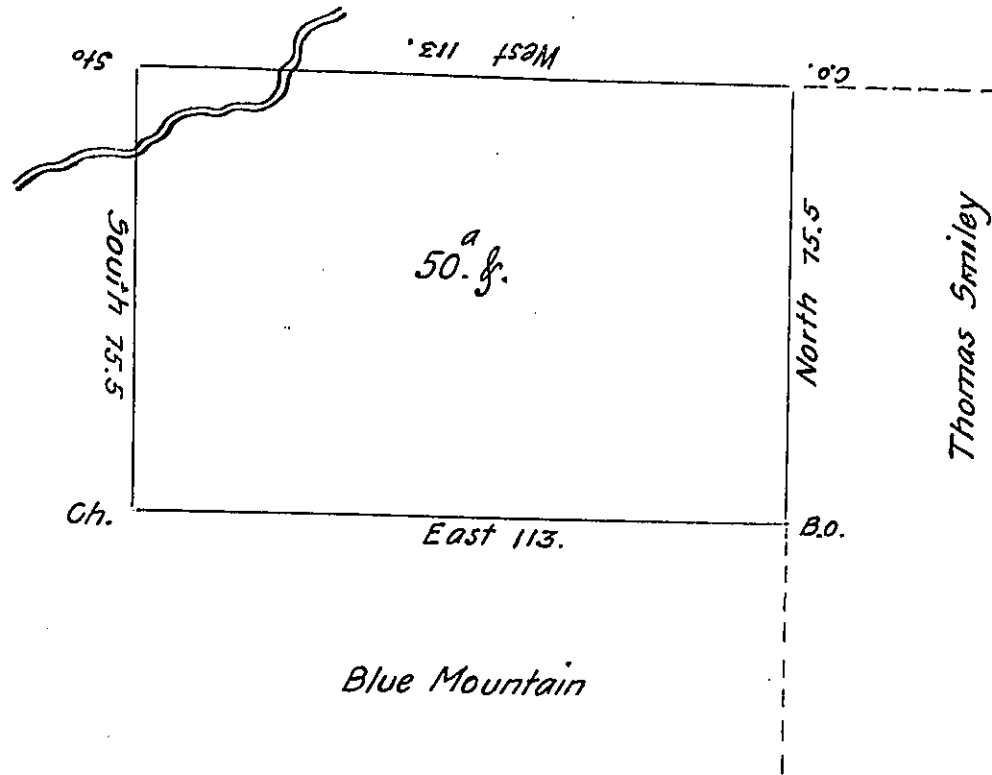 Sto
West 113.
C.O.
South 75.5
50.a &.
North 75.5
Thomas Smiley
Ch.
East 113.
B.O.
Blue Mountain